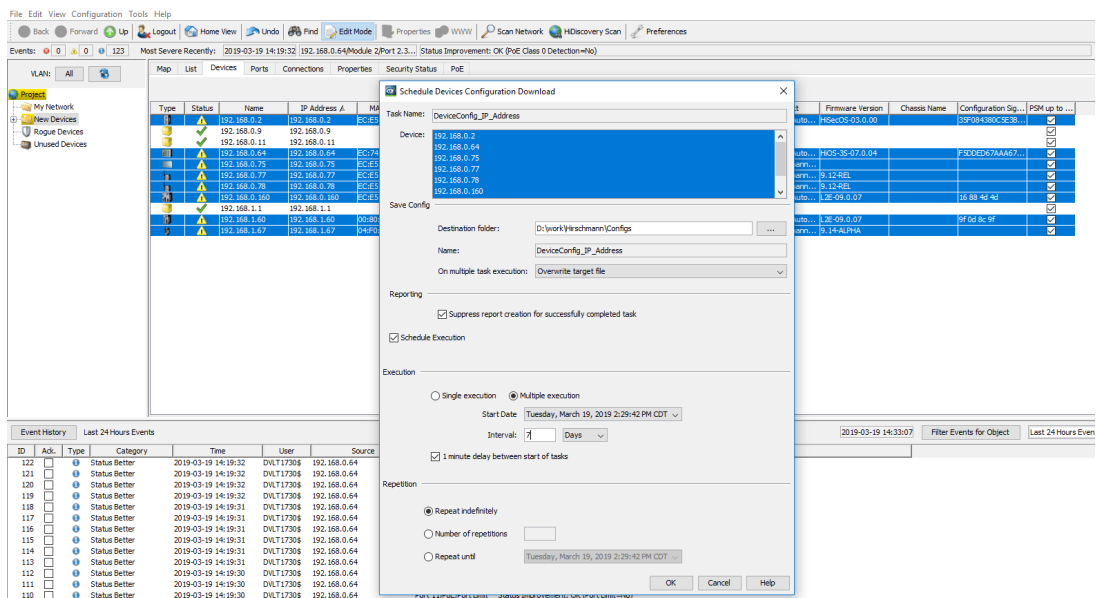 File Edit View Configuration Tools Help
Back Forward Up Logout Home View Undo Find Edit Mode Properties WWW Scan Network HiDiscovery Scan Preferences
Events: 0 0 123 Most Severe Recently: 2019-03-19 14:19:32 192.168.0.64/Module 2/Port 2.3... Status Improvement: OK (PoE Class 0 Detection=No)
VLAN: All
Map List Devices Ports Connections Properties Security Status PoE
Project
My Network
New Devices
Rogue Devices
Unused Devices
Type Status Name IP Address MA
Firmware Version Chassis Name Configuration Sig... PSM up to ...
192.168.0.2 192.168.0.2 EC:E5 uto... HiSecOS-03.0.00 35F084380C5E3B...
192.168.0.9 192.168.0.9
192.168.0.11 192.168.0.11
192.168.0.64 192.168.0.64 EC:74 uto... HiOS-3S-07.0.04 F5DDED67AAA67...
192.168.0.75 192.168.0.75 EC:E5 ann...
192.168.0.77 192.168.0.77 EC:E5 ann... 9.12-REL
192.168.0.78 192.168.0.78 EC:E5 ann... 9.12-REL
192.168.0.160 192.168.0.160 EC:E5 uto... L2E-09.0.07 16 88 4d 4d
192.168.1.1 192.168.1.1
192.168.1.60 192.168.1.60 00:80: uto... L2E-09.0.07 9f 0d 8c 9f
192.168.1.67 192.168.1.67 04:F0: ann... 9.14-ALPHA
Schedule Devices Configuration Download
Task Name: DeviceConfig_IP_Address
Device: 192.168.0.2
192.168.0.64
192.168.0.75
192.168.0.77
192.168.0.78
192.168.0.160
Save Config
Destination folder: D:\work\Hirschmann\Configs ...
Name: DeviceConfig_IP_Address
On multiple task execution: Overwrite target file
Reporting
Suppress report creation for successfully completed task
Schedule Execution
Execution
Single execution Multiple execution
Start Date Tuesday, March 19, 2019 2:29:42 PM CDT
Interval: 7 Days
1 minute delay between start of tasks
Repetition
Repeat indefinitely
Number of repetitions
Repeat until Tuesday, March 19, 2019 2:29:42 PM CDT
OK Cancel Help
Event History Last 24 Hours Events
2019-03-19 14:33:07 Filter Events for Object Last 24 Hours Even
ID Ack. Type Category Time User Source
122 Status Better 2019-03-19 14:19:32 DVLT1730$ 192.168.0.64
121 Status Better 2019-03-19 14:19:32 DVLT1730$ 192.168.0.64
120 Status Better 2019-03-19 14:19:32 DVLT1730$ 192.168.0.64
119 Status Better 2019-03-19 14:19:32 DVLT1730$ 192.168.0.64
118 Status Better 2019-03-19 14:19:31 DVLT1730$ 192.168.0.64
117 Status Better 2019-03-19 14:19:31 DVLT1730$ 192.168.0.64
116 Status Better 2019-03-19 14:19:31 DVLT1730$ 192.168.0.64
115 Status Better 2019-03-19 14:19:31 DVLT1730$ 192.168.0.64
114 Status Better 2019-03-19 14:19:31 DVLT1730$ 192.168.0.64
113 Status Better 2019-03-19 14:19:31 DVLT1730$ 192.168.0.64
112 Status Better 2019-03-19 14:19:30 DVLT1730$ 192.168.0.64
111 Status Better 2019-03-19 14:19:30 DVLT1730$ 192.168.0.64
110 Status Better 2019-03-19 14:19:30 DVLT1730$ 192.168.0.64